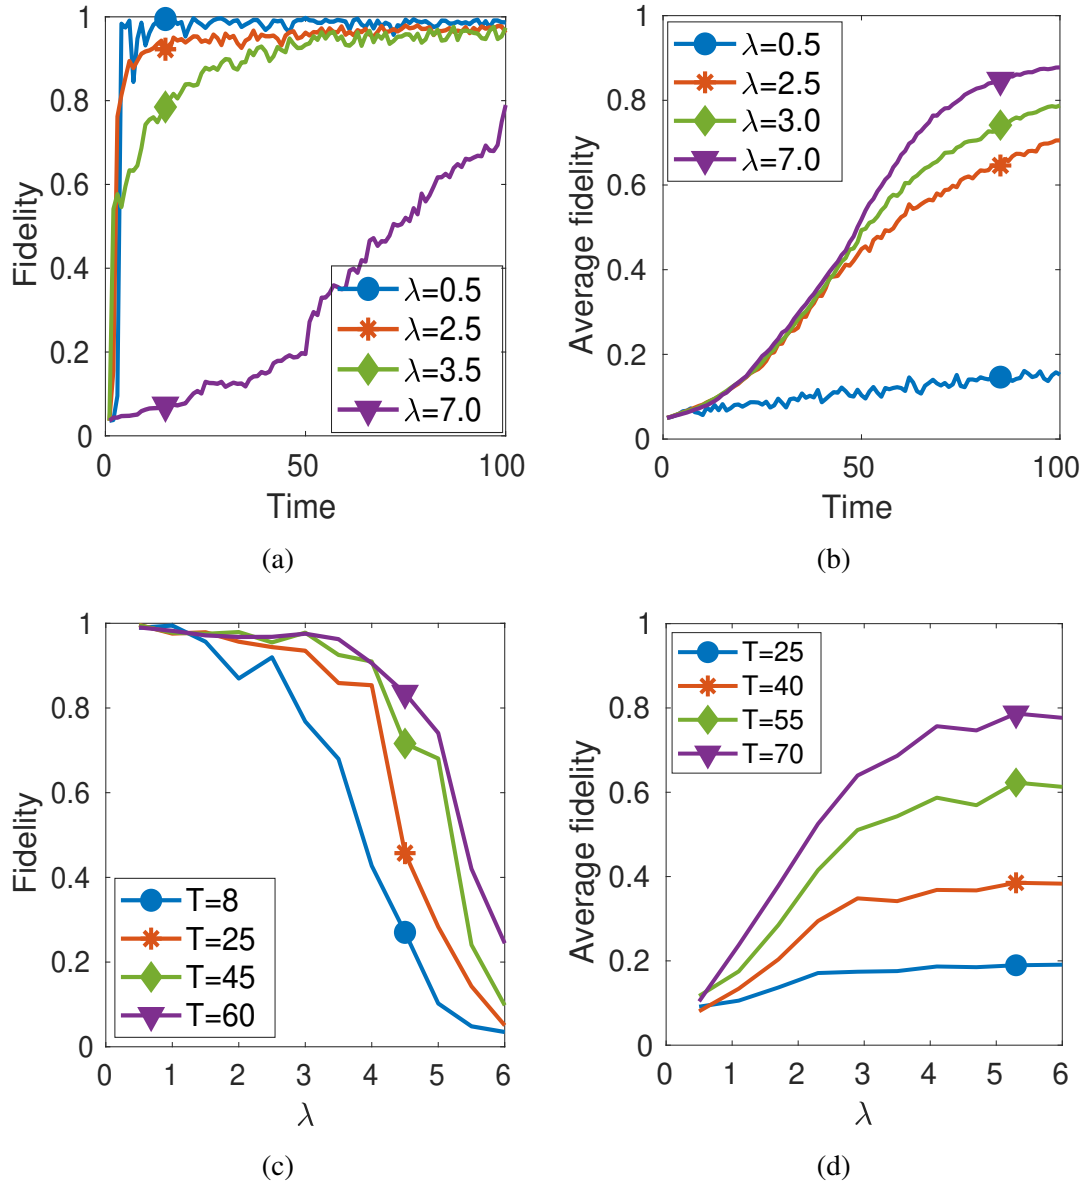 1
0.8
0.6
0.4
0.2
0
Fidelity
0
50
100
Time
λ=0.5
λ=2.5
λ=3.5
λ=7.0
(a)
1
0.8
0.6
0.4
0.2
0
Average fidelity
0
50
100
Time
λ=0.5
λ=2.5
λ=3.0
λ=7.0
(b)
1
0.8
0.6
0.4
0.2
0
Fidelity
0 1 2 3 4 5 6
λ
T=8
T=25
T=45
T=60
(c)
1
0.8
0.6
0.4
0.2
0
Average fidelity
0 1 2 3 4 5 6
λ
T=25
T=40
T=55
T=70
(d)